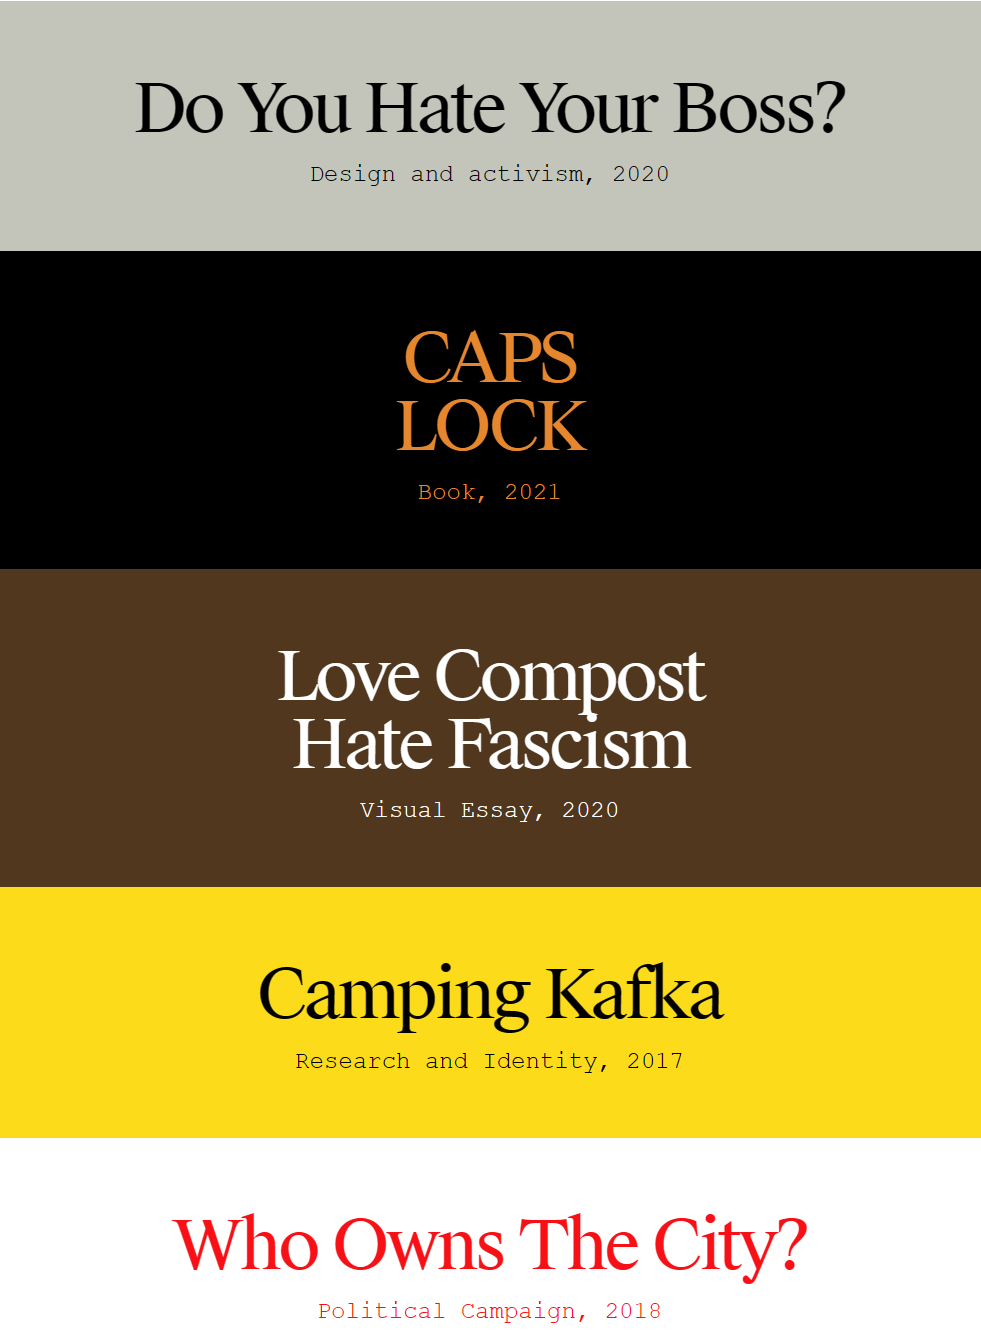 Do You Hate Your Boss?
Design and activism, 2020
CAPS
LOCK
Book, 2021
Love Compost
Hate Fascism
Visual Essay, 2020
Camping Kafka
Research and Identity, 2017
Who Owns The City?
Political Campaign, 2018